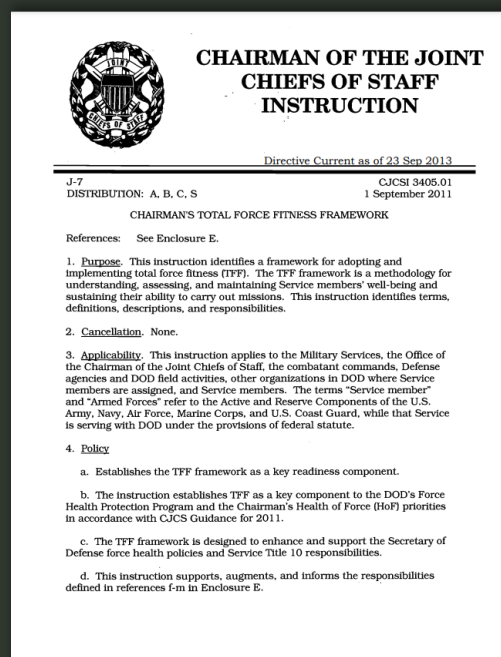 JOINT
CHIEFS OF STAFF
CHAIRMAN OF THE JOINT
CHIEFS OF STAFF
INSTRUCTION
Directive Current as of 23 Sep 2013
J-7
CJCSI 3405.01
DISTRIBUTION: A, B, C, S
1 September 2011
CHAIRMAN'S TOTAL FORCE FITNESS FRAMEWORK
References: See Enclosure E.
1. Purpose. This instruction identifies a framework for adopting and
implementing total force fitness (TFF). The TFF framework is a methodology for
understanding, assessing, and maintaining Service members' well-being and
sustaining their ability to carry out missions. This instruction identifies terms,
definitions, descriptions, and responsibilities.
2. Cancellation. None.
3. Applicability. This instruction applies to the Military Services, the Office of
the Chairman of the Joint Chiefs of Staff, the combatant commands, Defense
agencies and DOD field activities, other organizations in DOD where Service
members are assigned, and Service members. The terms "Service member"
and "Armed Forces" refer to the Active and Reserve Components of the U.S.
Army, Navy, Air Force, Marine Corps, and U.S. Coast Guard, while that Service
is serving with DOD under the provisions of federal statute.
4. Policy
a. Establishes the TFF framework as a key readiness component.
b. The instruction establishes TFF as a key component to the DOD's Force
Health Protection Program and the Chairman's Health of Force (HoF) priorities
in accordance with CJCS Guidance for 2011.
c. The TFF framework is designed to enhance and support the Secretary of
Defense force health policies and Service Title 10 responsibilities.
d. This instruction supports, augments, and informs the responsibilities
defined in references f-m in Enclosure E.